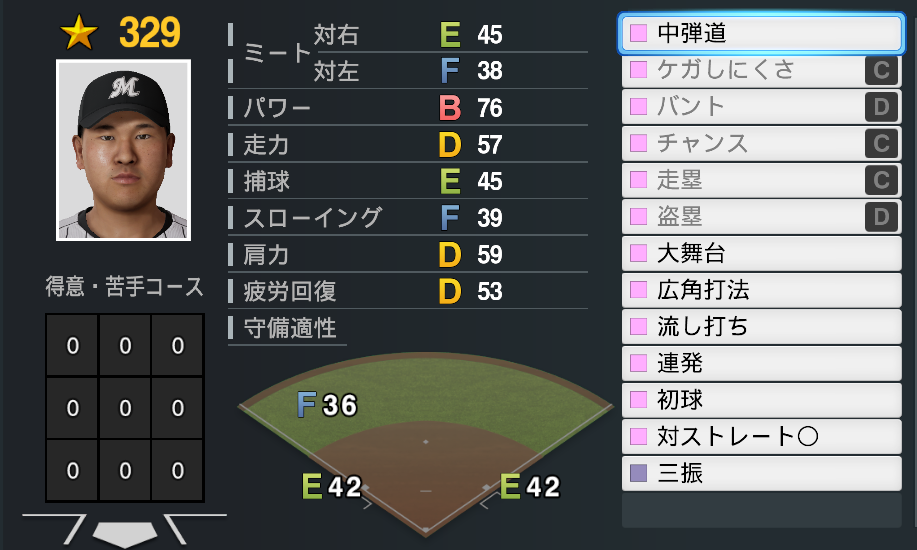 ★ 329
M
得意・苦手コース
0 0 0
0 0 0
0 0 0
ミート 対右 E 45
対左 F 38
パワー B 76
走力 D 57
捕球 E 45
スローイング F 39
肩力 D 59
疲労回復 D 53
守備適性
F 36
E 42 E 42
中弾道
ケガしにくさ C
バント D
チャンス C
走塁 C
盗塁 D
大舞台
広角打法
流し打ち
連発
初球
対ストレート〇
三振